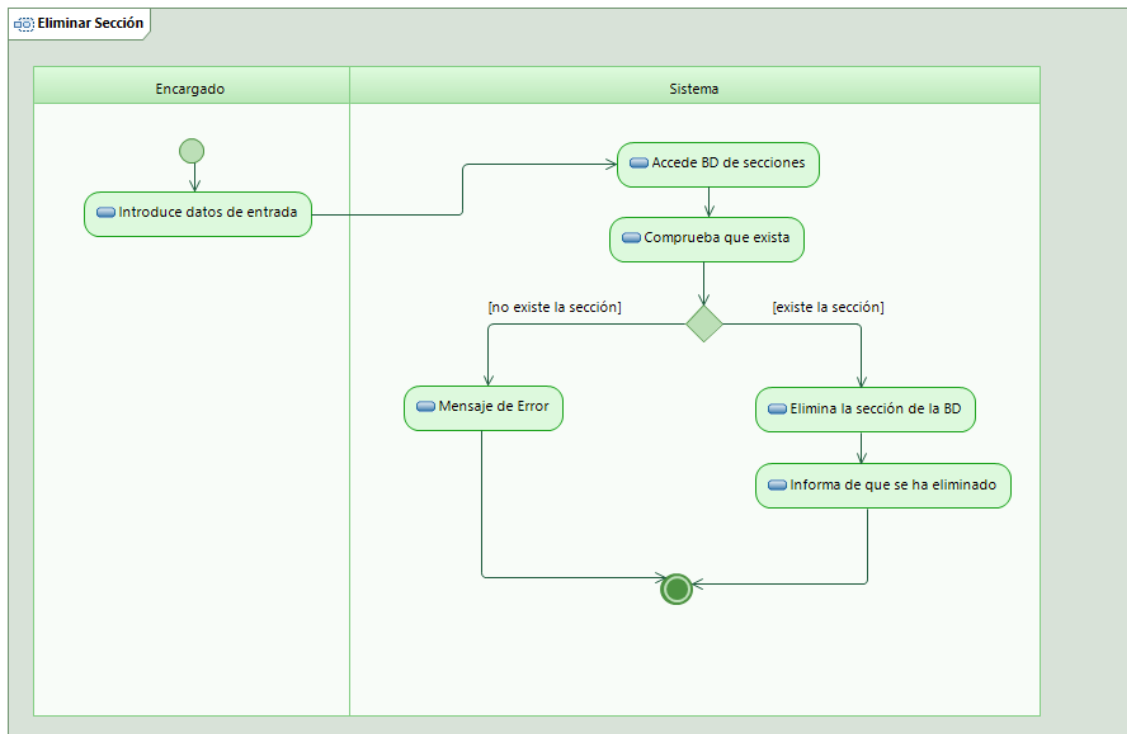 Eliminar Sección
Encargado
Sistema
Accede BD de secciones
Introduce datos de entrada
Comprueba que exista
[no existe la sección]
[existe la sección]
Mensaje de Error
Elimina la sección de la BD
Informa de que se ha eliminado